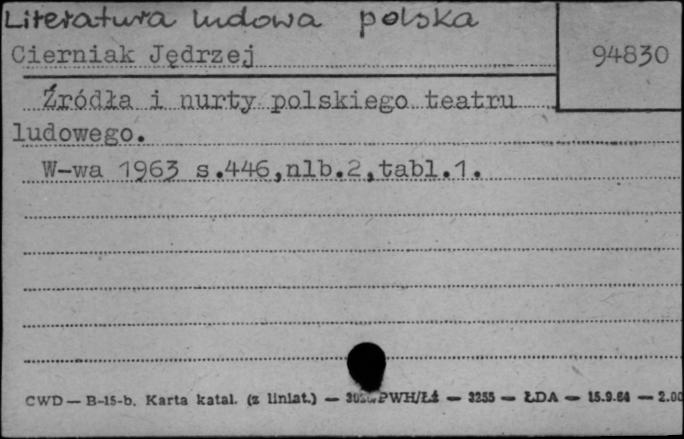 Literatura ludowa polska
Cierniak Jędrzej
94830
Źródła i nurty polskiego teatru
ludowego.
W-wa 1963 s.446,nlb.2,tabl.1.
CWD — B-15-b. Karta katal. (z liniat.) — PWH/Łź — 3255 — ŁDA — 15.9.64 — 2.00